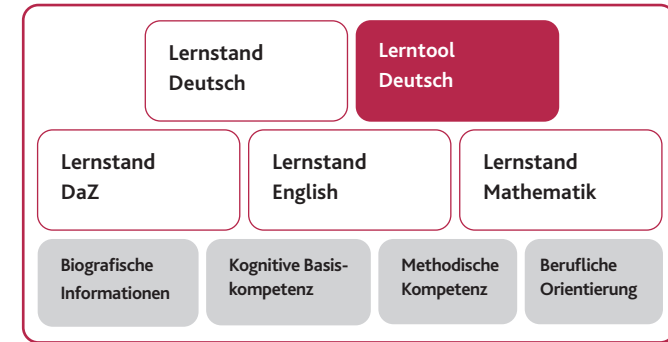 Lernstand
Deutsch
Lerntool
Deutsch
Lernstand
DaZ
Lernstand
English
Lernstand
Mathematik
Biografische
Informationen
Kognitive Basis-
kompetenz
Methodische
Kompetenz
Berufliche
Orientierung